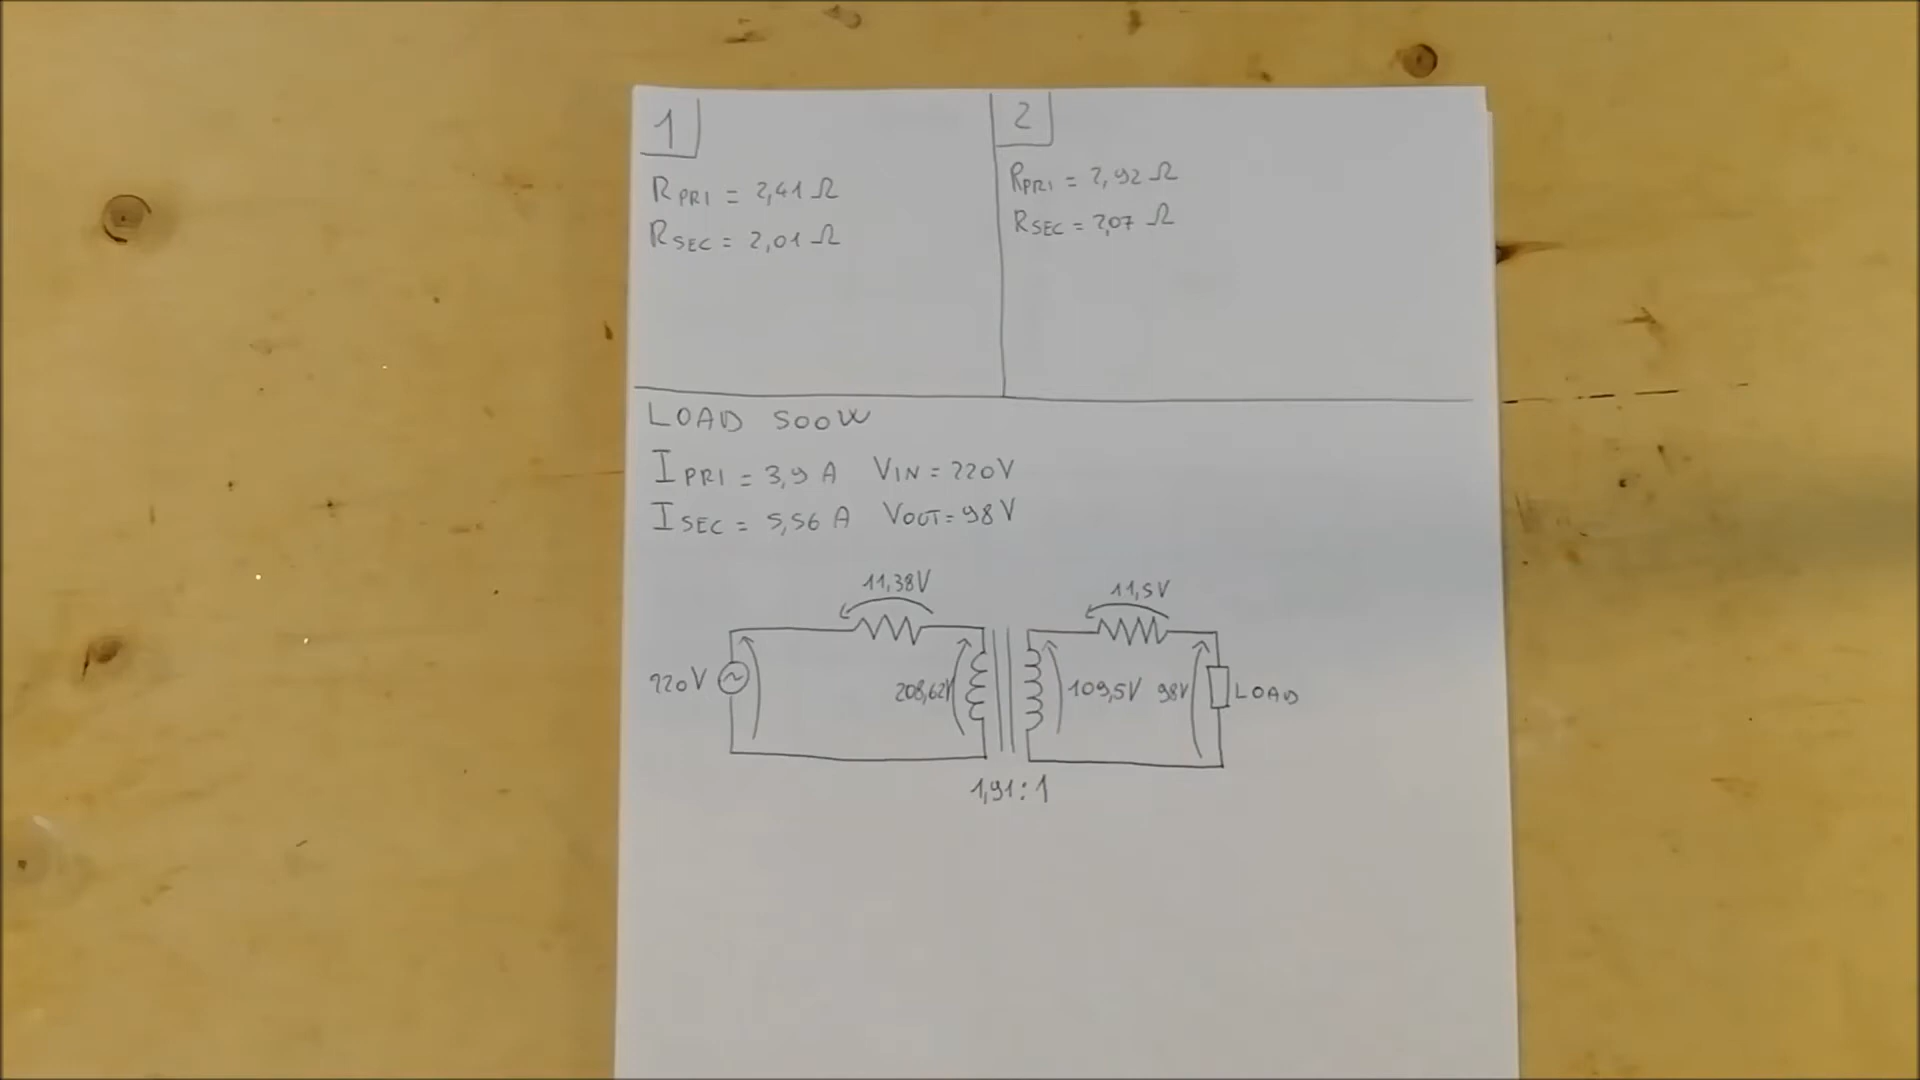 1
RPRI = 2,41 Ω
RSEC = 2,01 Ω
2
RPRI = 2,92 Ω
RSEC = 2,07 Ω
LOAD 500W
IPRI = 3,9 A VIN = 220V
ISEC = 5,56 A VOUT = 98 V
11,38V
11,5V
220V
208,62V
109,5V
98V
LOAD
1,91:1